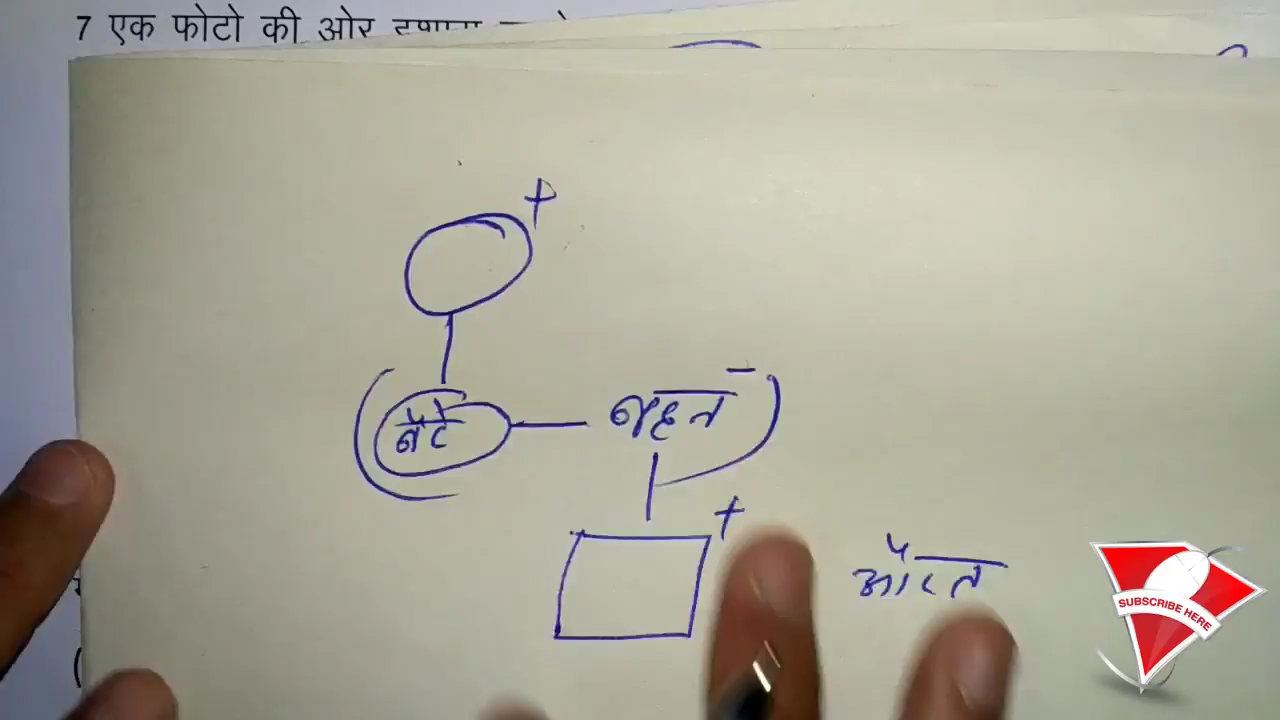 7 एक फोटो की ओर
+
नेटे
बहन -
+
औरत
SUBSCRIBE HERE